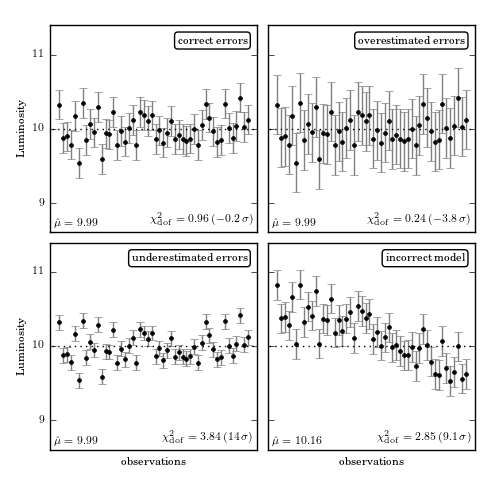 correct errors
overestimated errors
11
Luminosity
10
9
μ̂ = 9.99
χ²dof = 0.96 (−0.2 σ)
μ̂ = 9.99
χ²dof = 0.24 (−3.8 σ)
underestimated errors
incorrect model
11
Luminosity
10
9
μ̂ = 9.99
χ²dof = 3.84 (14 σ)
μ̂ = 10.16
χ²dof = 2.85 (9.1 σ)
observations
observations